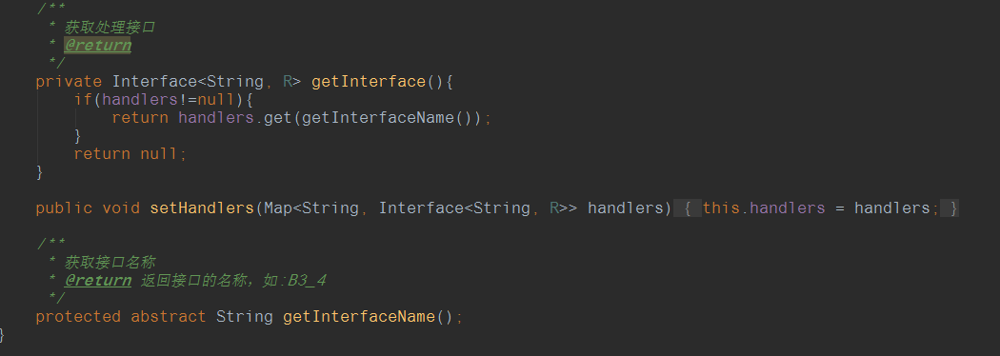 /**
* 获取处理接口
* @return
*/
private Interface<String, R> getInterface(){
if(handlers!=null){
return handlers.get(getInterfaceName());
}
return null;
}
public void setHandlers(Map<String, Interface<String, R>> handlers) { this.handlers = handlers; }
/**
* 获取接口名称
* @return 返回接口的名称，如:B3_4
*/
protected abstract String getInterfaceName();
}